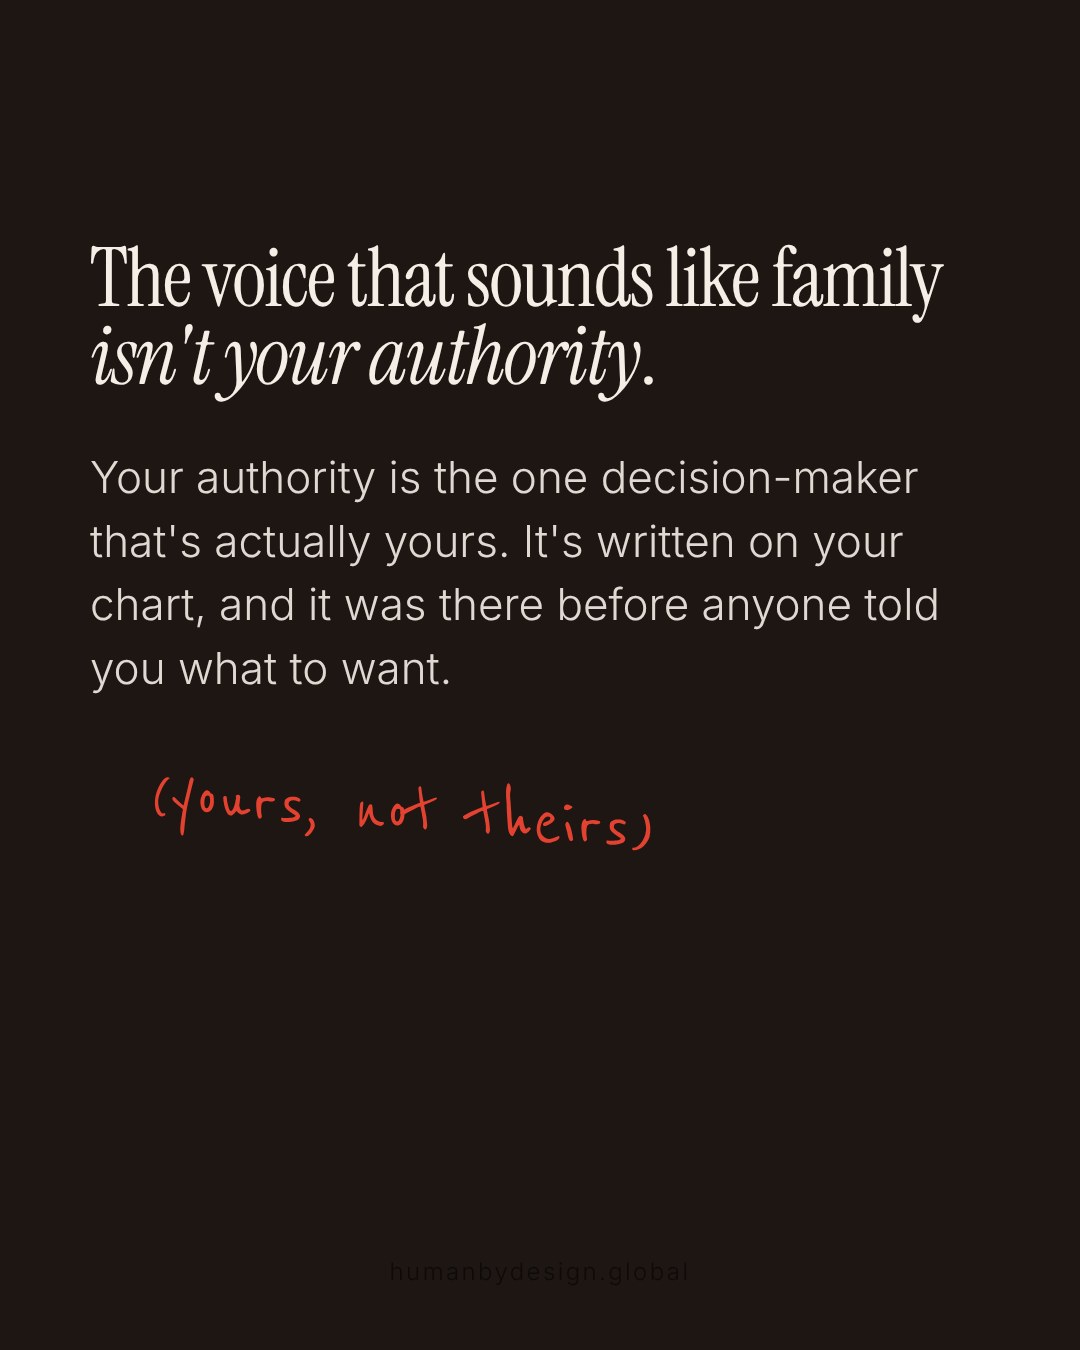 The voice that sounds like family
isn't your authority.
Your authority is the one decision-maker
that's actually yours. It's written on your
chart, and it was there before anyone told
you what to want.
(yours, not theirs)
humanbydesign.global